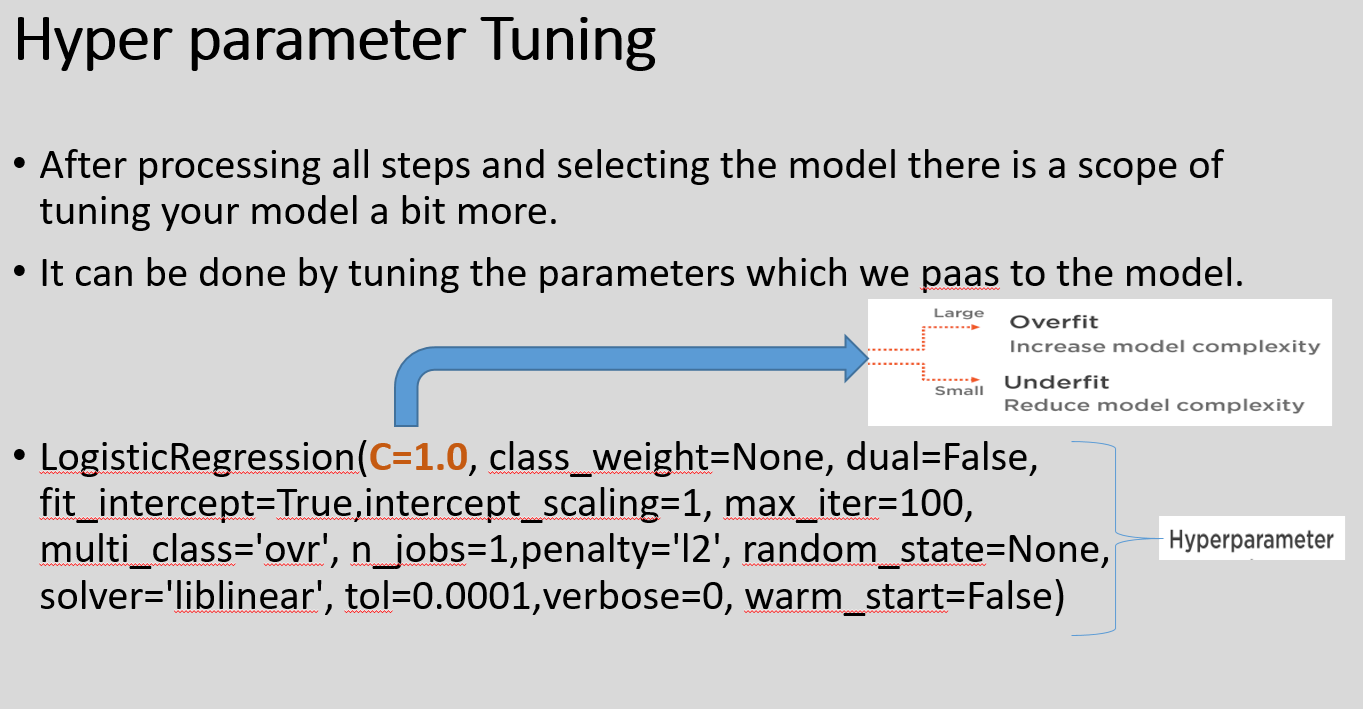 Hyper parameter Tuning
• After processing all steps and selecting the model there is a scope of
tuning your model a bit more.
• It can be done by tuning the parameters which we paas to the model.
Large
Overfit
Increase model complexity
Small
Underfit
Reduce model complexity
• LogisticRegression(C=1.0, class_weight=None, dual=False,
fit_intercept=True,intercept_scaling=1, max_iter=100,
multi_class='ovr', n_jobs=1,penalty='l2', random_state=None,
solver='liblinear', tol=0.0001,verbose=0, warm_start=False)
Hyperparameter